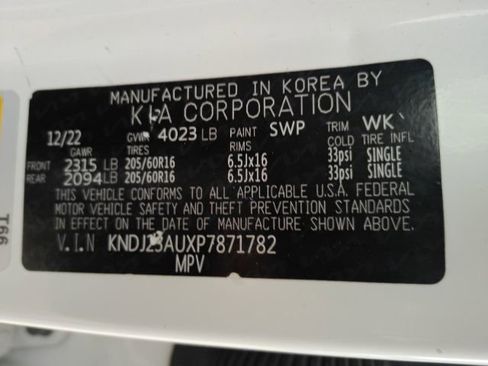 MANUFACTURED IN KOREA BY
KIA CORPORATION
12/22 GVWR 4023 LB PAINT SWP TRIM WK
GAWR TIRES RIMS COLD TIRE INFL
FRONT 2315 LB 205/60R16 6.5Jx16 33psi SINGLE
REAR 2094 LB 205/60R16 6.5Jx16 33psi SINGLE
THIS VEHICLE CONFORMS TO ALL APPLICABLE U.S.A. FEDERAL
MOTOR VEHICLE SAFETY AND THEFT PREVENTION STANDARDS
IN EFFECT ON THE DATE OF MANUFACTURE SHOWN ABOVE.
V.I.N KNDJ23AUXP7871782
MPV
T66